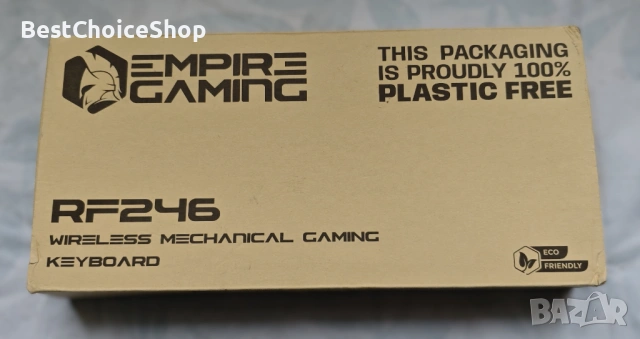 BestChoiceShop
EMPIRE
GAMING
THIS PACKAGING
IS PROUDLY 100%
PLASTIC FREE
RF246
WIRELESS MECHANICAL GAMING
KEYBOARD
ECO
FRIENDLY
BAZAR